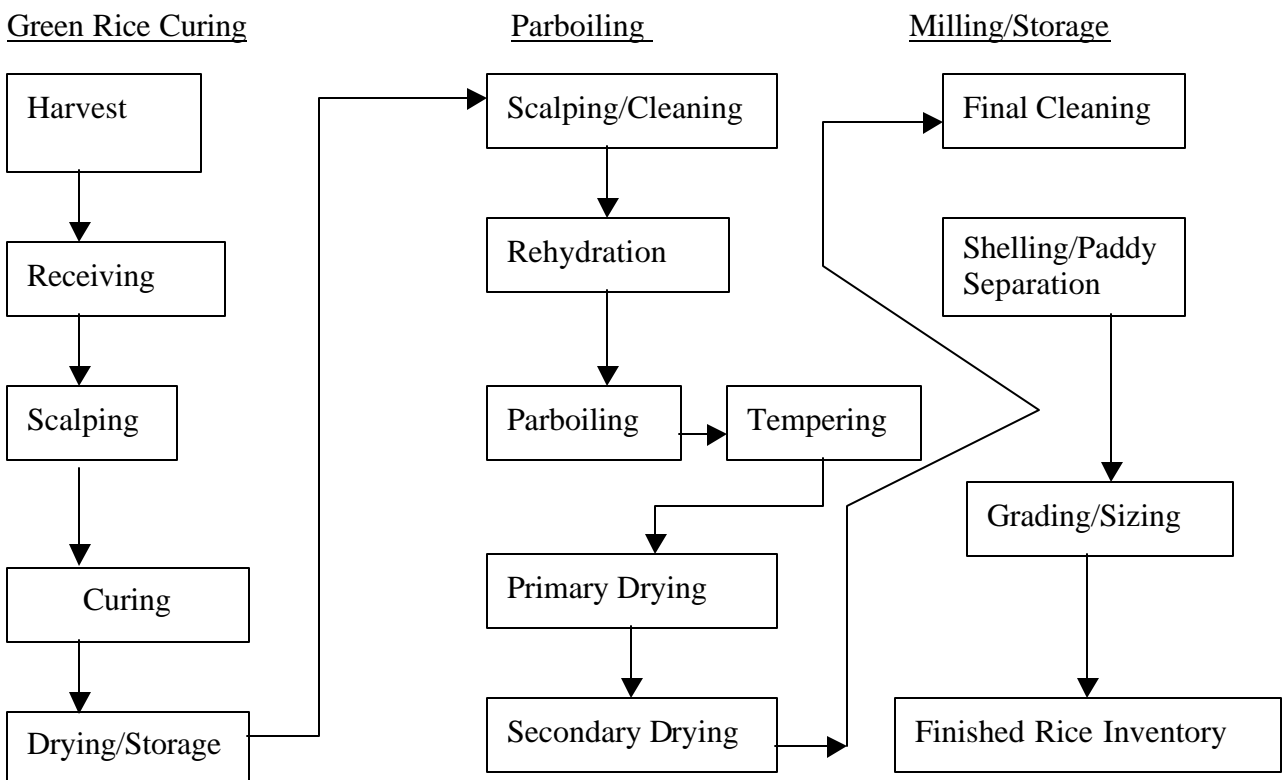 Green Rice Curing
Harvest
Receiving
Scalping
Curing
Drying/Storage
Parboiling
Scalping/Cleaning
Rehydration
Parboiling
Tempering
Primary Drying
Secondary Drying
Milling/Storage
Final Cleaning
Shelling/Paddy
Separation
Grading/Sizing
Finished Rice Inventory